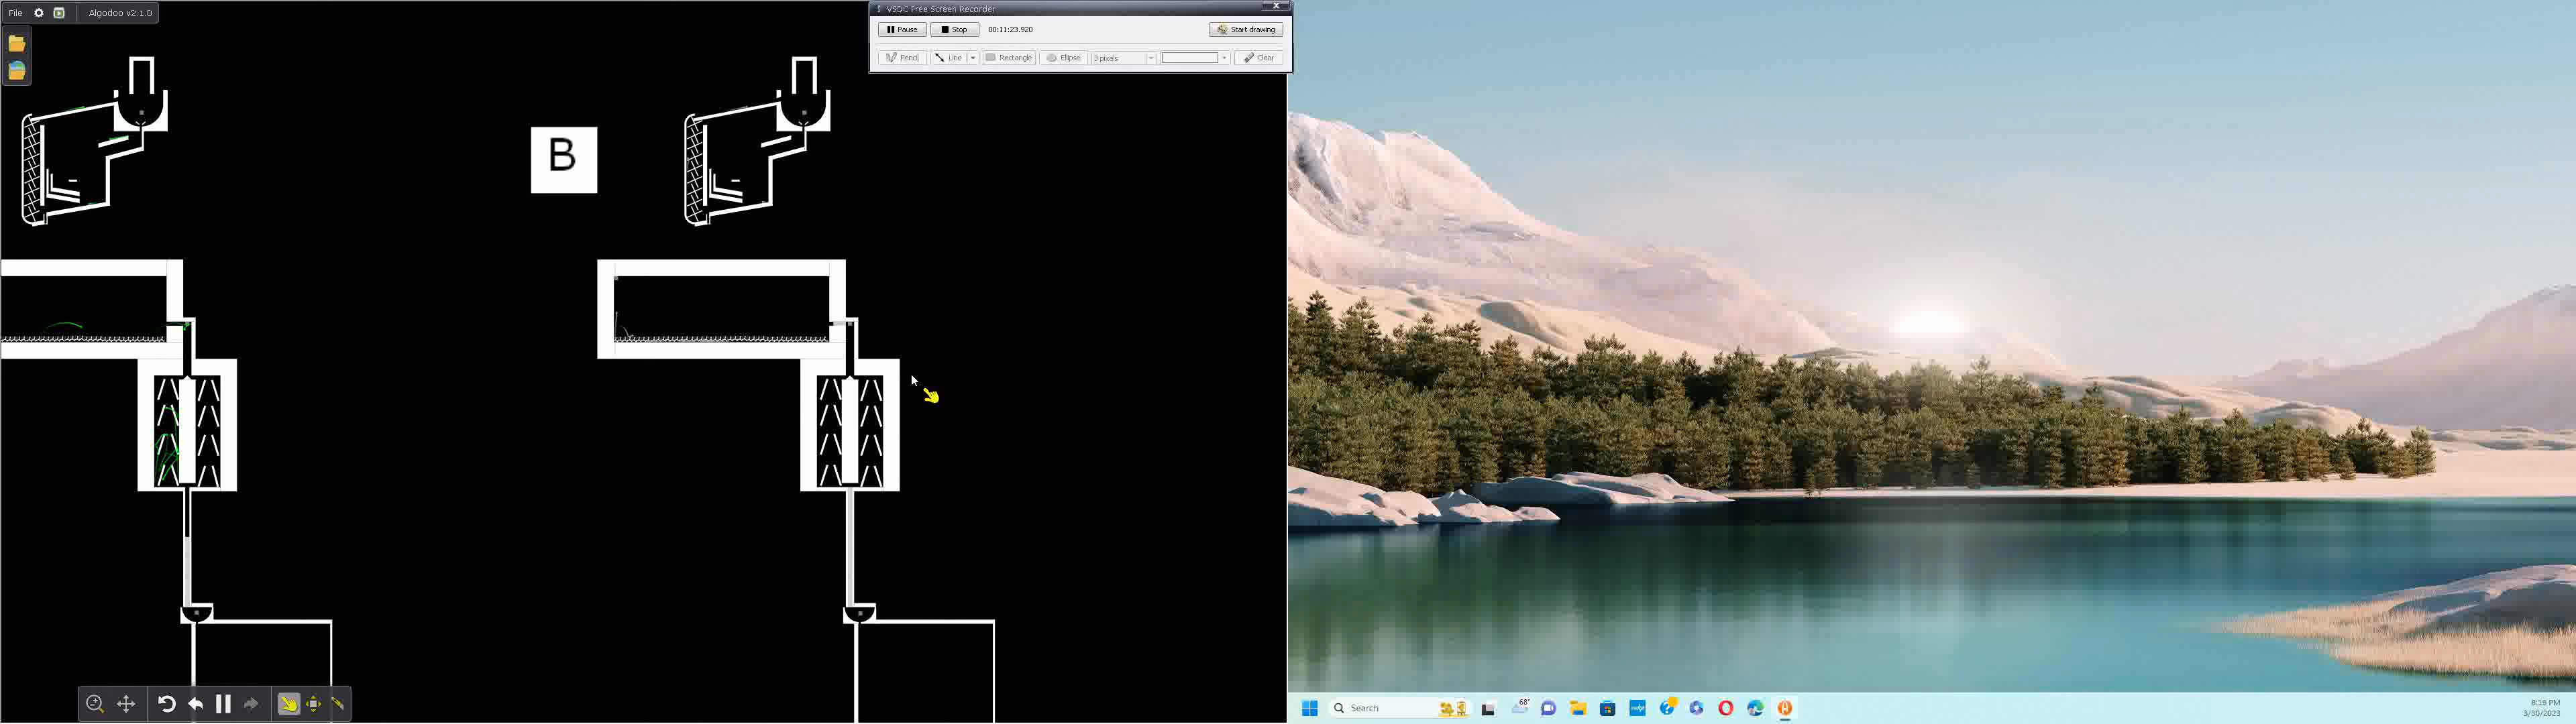 File Algodoo v2.1.0
VSDC Free Screen Recorder
Pause Stop 00:11:23.920 Start drawing
Pencil Line Rectangle Ellipse 3 pixels Clear
B
Search
68°
8:19 PM
3/30/2023